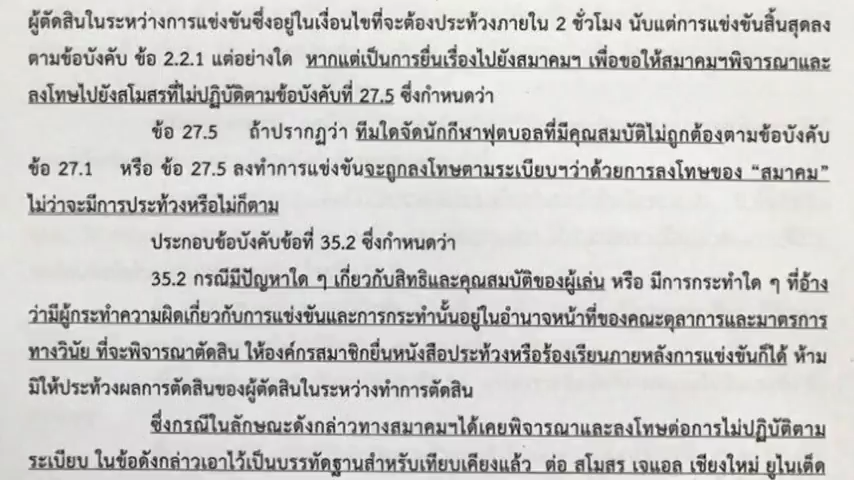 ผู้ตัดสินในระหว่างการแข่งขันซึ่งอยู่ในเงื่อนไขที่จะต้องประท้วงภายใน 2 ชั่วโมง นับแต่การแข่งขันสิ้นสุดลง
ตามข้อบังคับ ข้อ 2.2.1 แต่อย่างใด หากแต่เป็นการยื่นเรื่องไปยังสมาคมฯ เพื่อขอให้สมาคมฯพิจารณาและ
ลงโทษไปยังสโมสรที่ไม่ปฏิบัติตามข้อบังคับที่ 27.5 ซึ่งกำหนดว่า
ข้อ 27.5 ถ้าปรากฏว่า ทีมใดจัดนักกีฬาฟุตบอลที่มีคุณสมบัติไม่ถูกต้องตามข้อบังคับ
ข้อ 27.1 หรือ ข้อ 27.5 ลงทำการแข่งขันจะถูกลงโทษตามระเบียบฯว่าด้วยการลงโทษของ “สมาคม”
ไม่ว่าจะมีการประท้วงหรือไม่ก็ตาม
ประกอบข้อบังคับข้อที่ 35.2 ซึ่งกำหนดว่า
35.2 กรณีมีปัญหาใด ๆ เกี่ยวกับสิทธิและคุณสมบัติของผู้เล่น หรือ มีการกระทำใด ๆ ที่อ้าง
ว่ามีผู้กระทำความผิดเกี่ยวกับการแข่งขันและการกระทำนั้นอยู่ในอำนาจหน้าที่ของคณะตุลาการและมาตรการ
ทางวินัย ที่จะพิจารณาตัดสิน ให้องค์กรสมาชิกยื่นหนังสือประท้วงหรือร้องเรียนภายหลังการแข่งขันก็ได้ ห้าม
มิให้ประท้วงผลการตัดสินของผู้ตัดสินในระหว่างทำการตัดสิน
ซึ่งกรณีในลักษณะดังกล่าวทางสมาคมฯได้เคยพิจารณาและลงโทษต่อการไม่ปฏิบัติตาม
ระเบียบ ในข้อดังกล่าวเอาไว้เป็นบรรทัดฐานสำหรับเทียบเคียงแล้ว ต่อ สโมสร เจแอล เชียงใหม่ ยูไนเต็ด